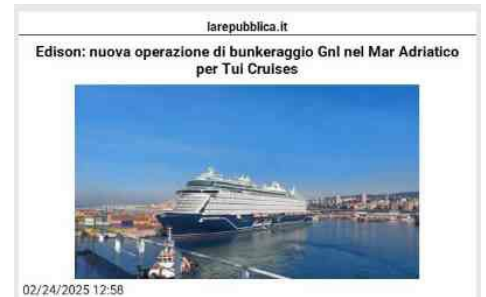 larepubblica.it
Edison: nuova operazione di bunkeraggio Gnl nel Mar Adriatico
per Tui Cruises
02/24/2025 12:58